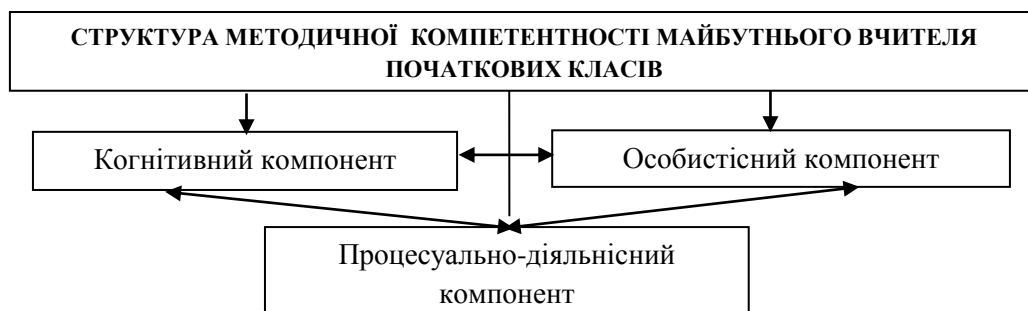 СТРУКТУРА МЕТОДИЧНОЇ КОМПЕТЕНТНОСТІ МАЙБУТНЬОГО ВЧИТЕЛЯ
ПОЧАТКОВИХ КЛАСІВ
Когнітивний компонент
Особистісний компонент
Процесуально-діяльнісний
компонент